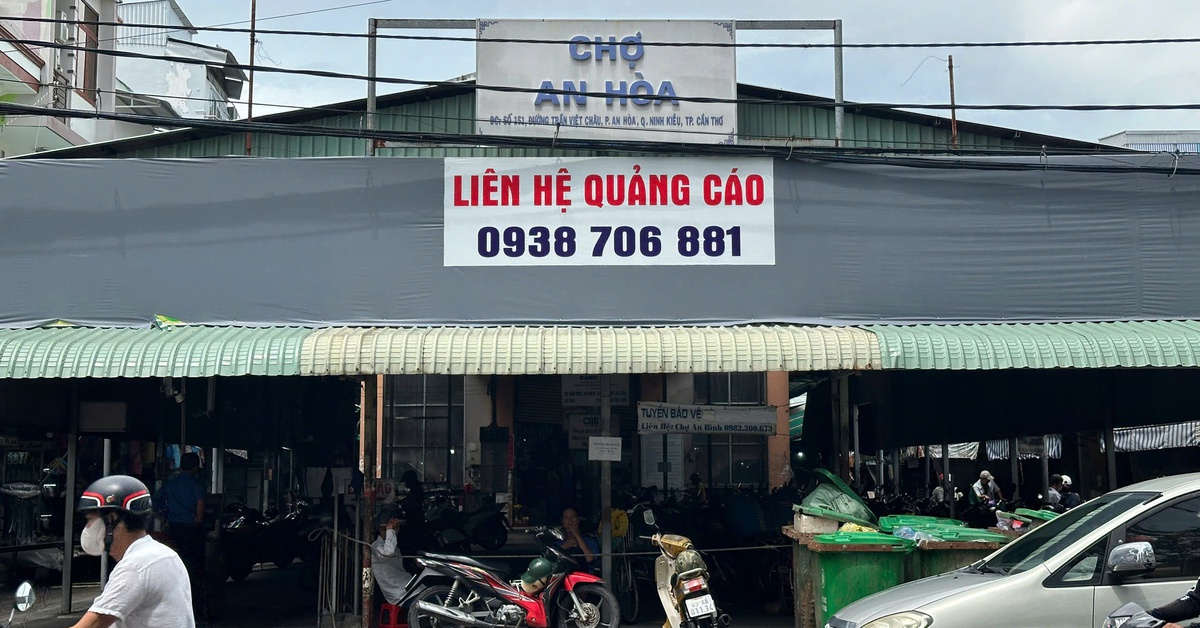 CHỢ
AN HÒA
ĐC: SỐ 151, ĐƯỜNG TRẦN VIỆT CHÂU, P. AN HÒA, Q. NINH KIỀU, TP. CẦN THƠ
LIÊN HỆ QUẢNG CÁO
0938 706 881
TUYỂN BẢO VỆ
Liên Hệ: Chợ An Bình 0982.300.673